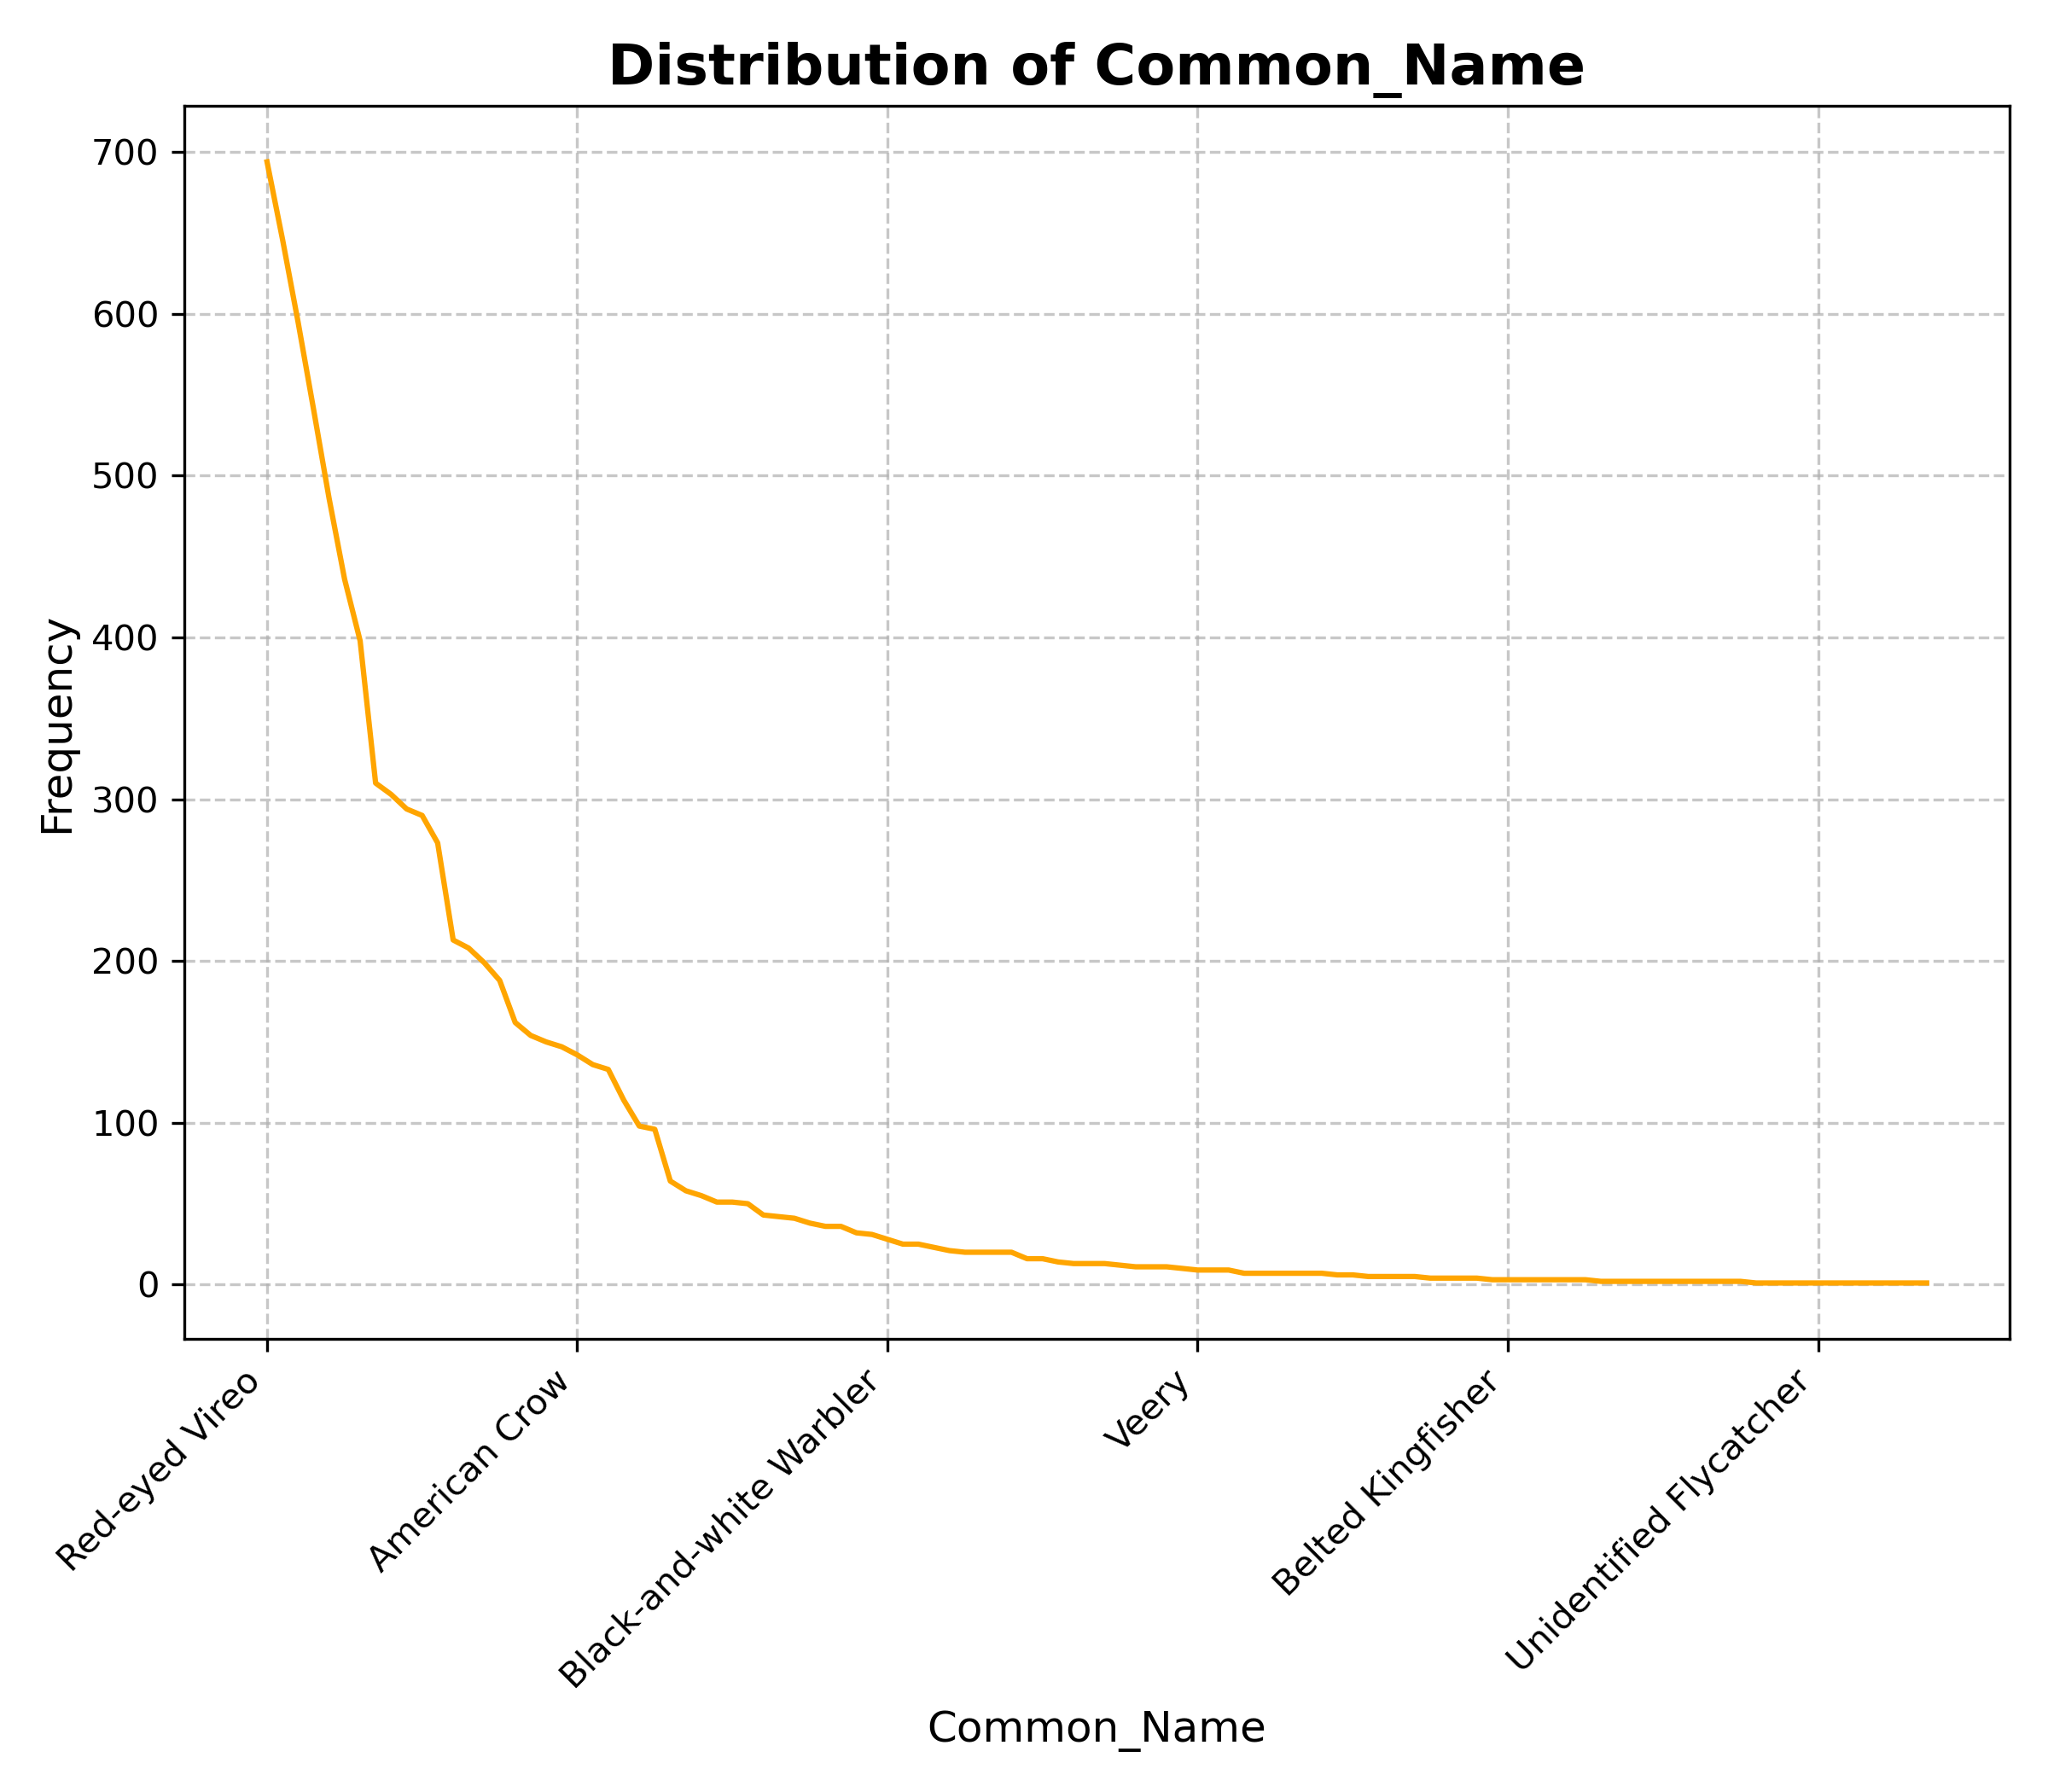 Distribution of Common_Name
Frequency
700
600
500
400
300
200
100
0
Red-eyed Vireo
American Crow
Black-and-white Warbler
Veery
Belted Kingfisher
Unidentified Flycatcher
Common_Name